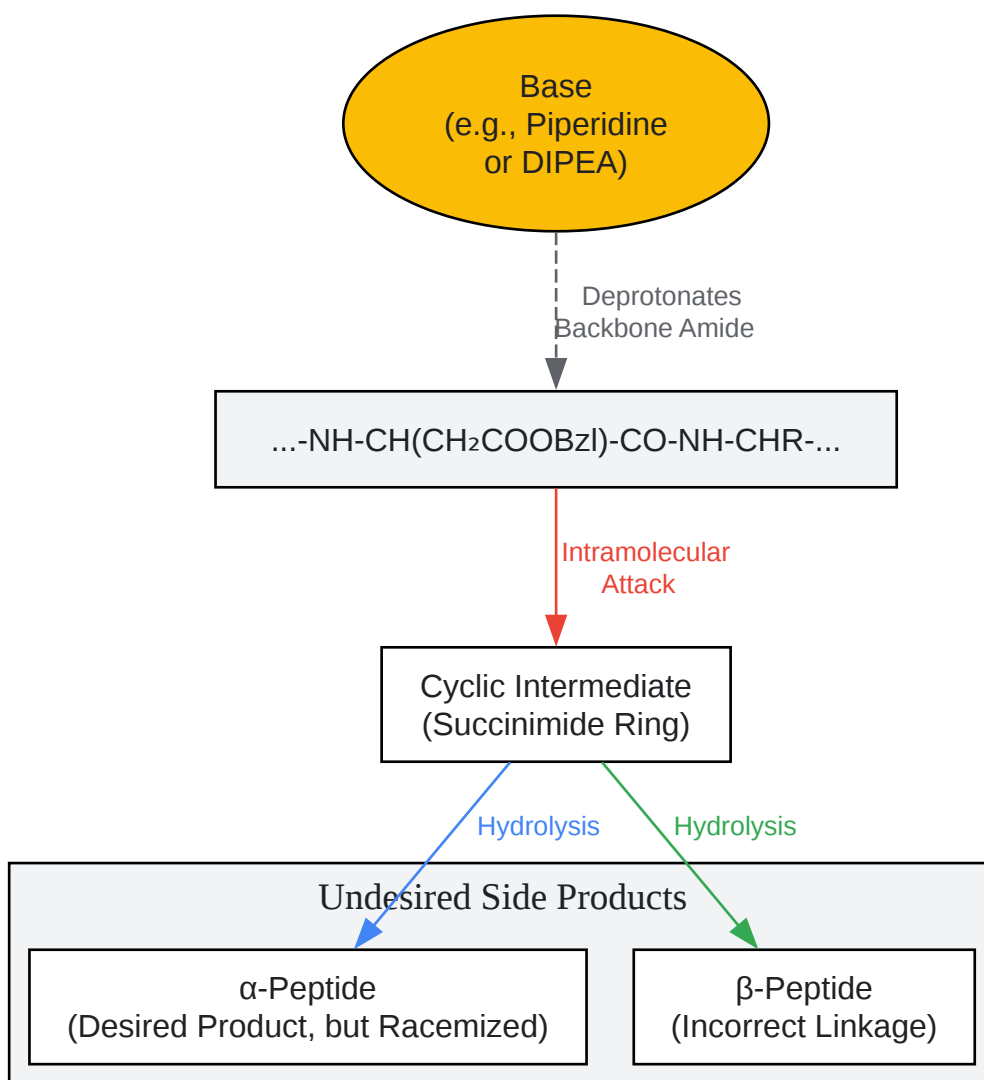 Base
(e.g., Piperidine
or DIPEA)
Deprotonates
Backbone Amide
...-NH-CH(CH₂COOBzl)-CO-NH-CHR-...
Intramolecular
Attack
Cyclic Intermediate
(Succinimide Ring)
Hydrolysis
Hydrolysis
Undesired Side Products
α-Peptide
(Desired Product, but Racemized)
β-Peptide
(Incorrect Linkage)